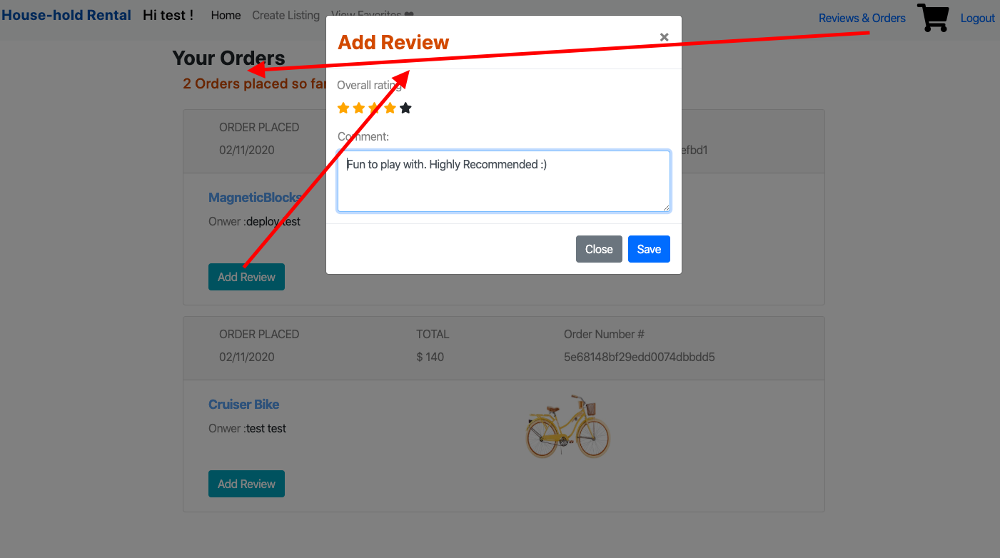 House-hold Rental Hi test ! Home Create Listing View Favorites Reviews & Orders Logout
Add Review ×
Your Orders
2 Orders placed so far
Overall rating
Comment:
Fun to play with. Highly Recommended :)
Close Save
ORDER PLACED
02/11/2020 efbd1
MagneticBlocks
Onwer :deploy test
Add Review
ORDER PLACED TOTAL Order Number #
02/11/2020 $ 140 5e68148bf29edd0074dbbdd5
Cruiser Bike
Onwer :test test
Add Review